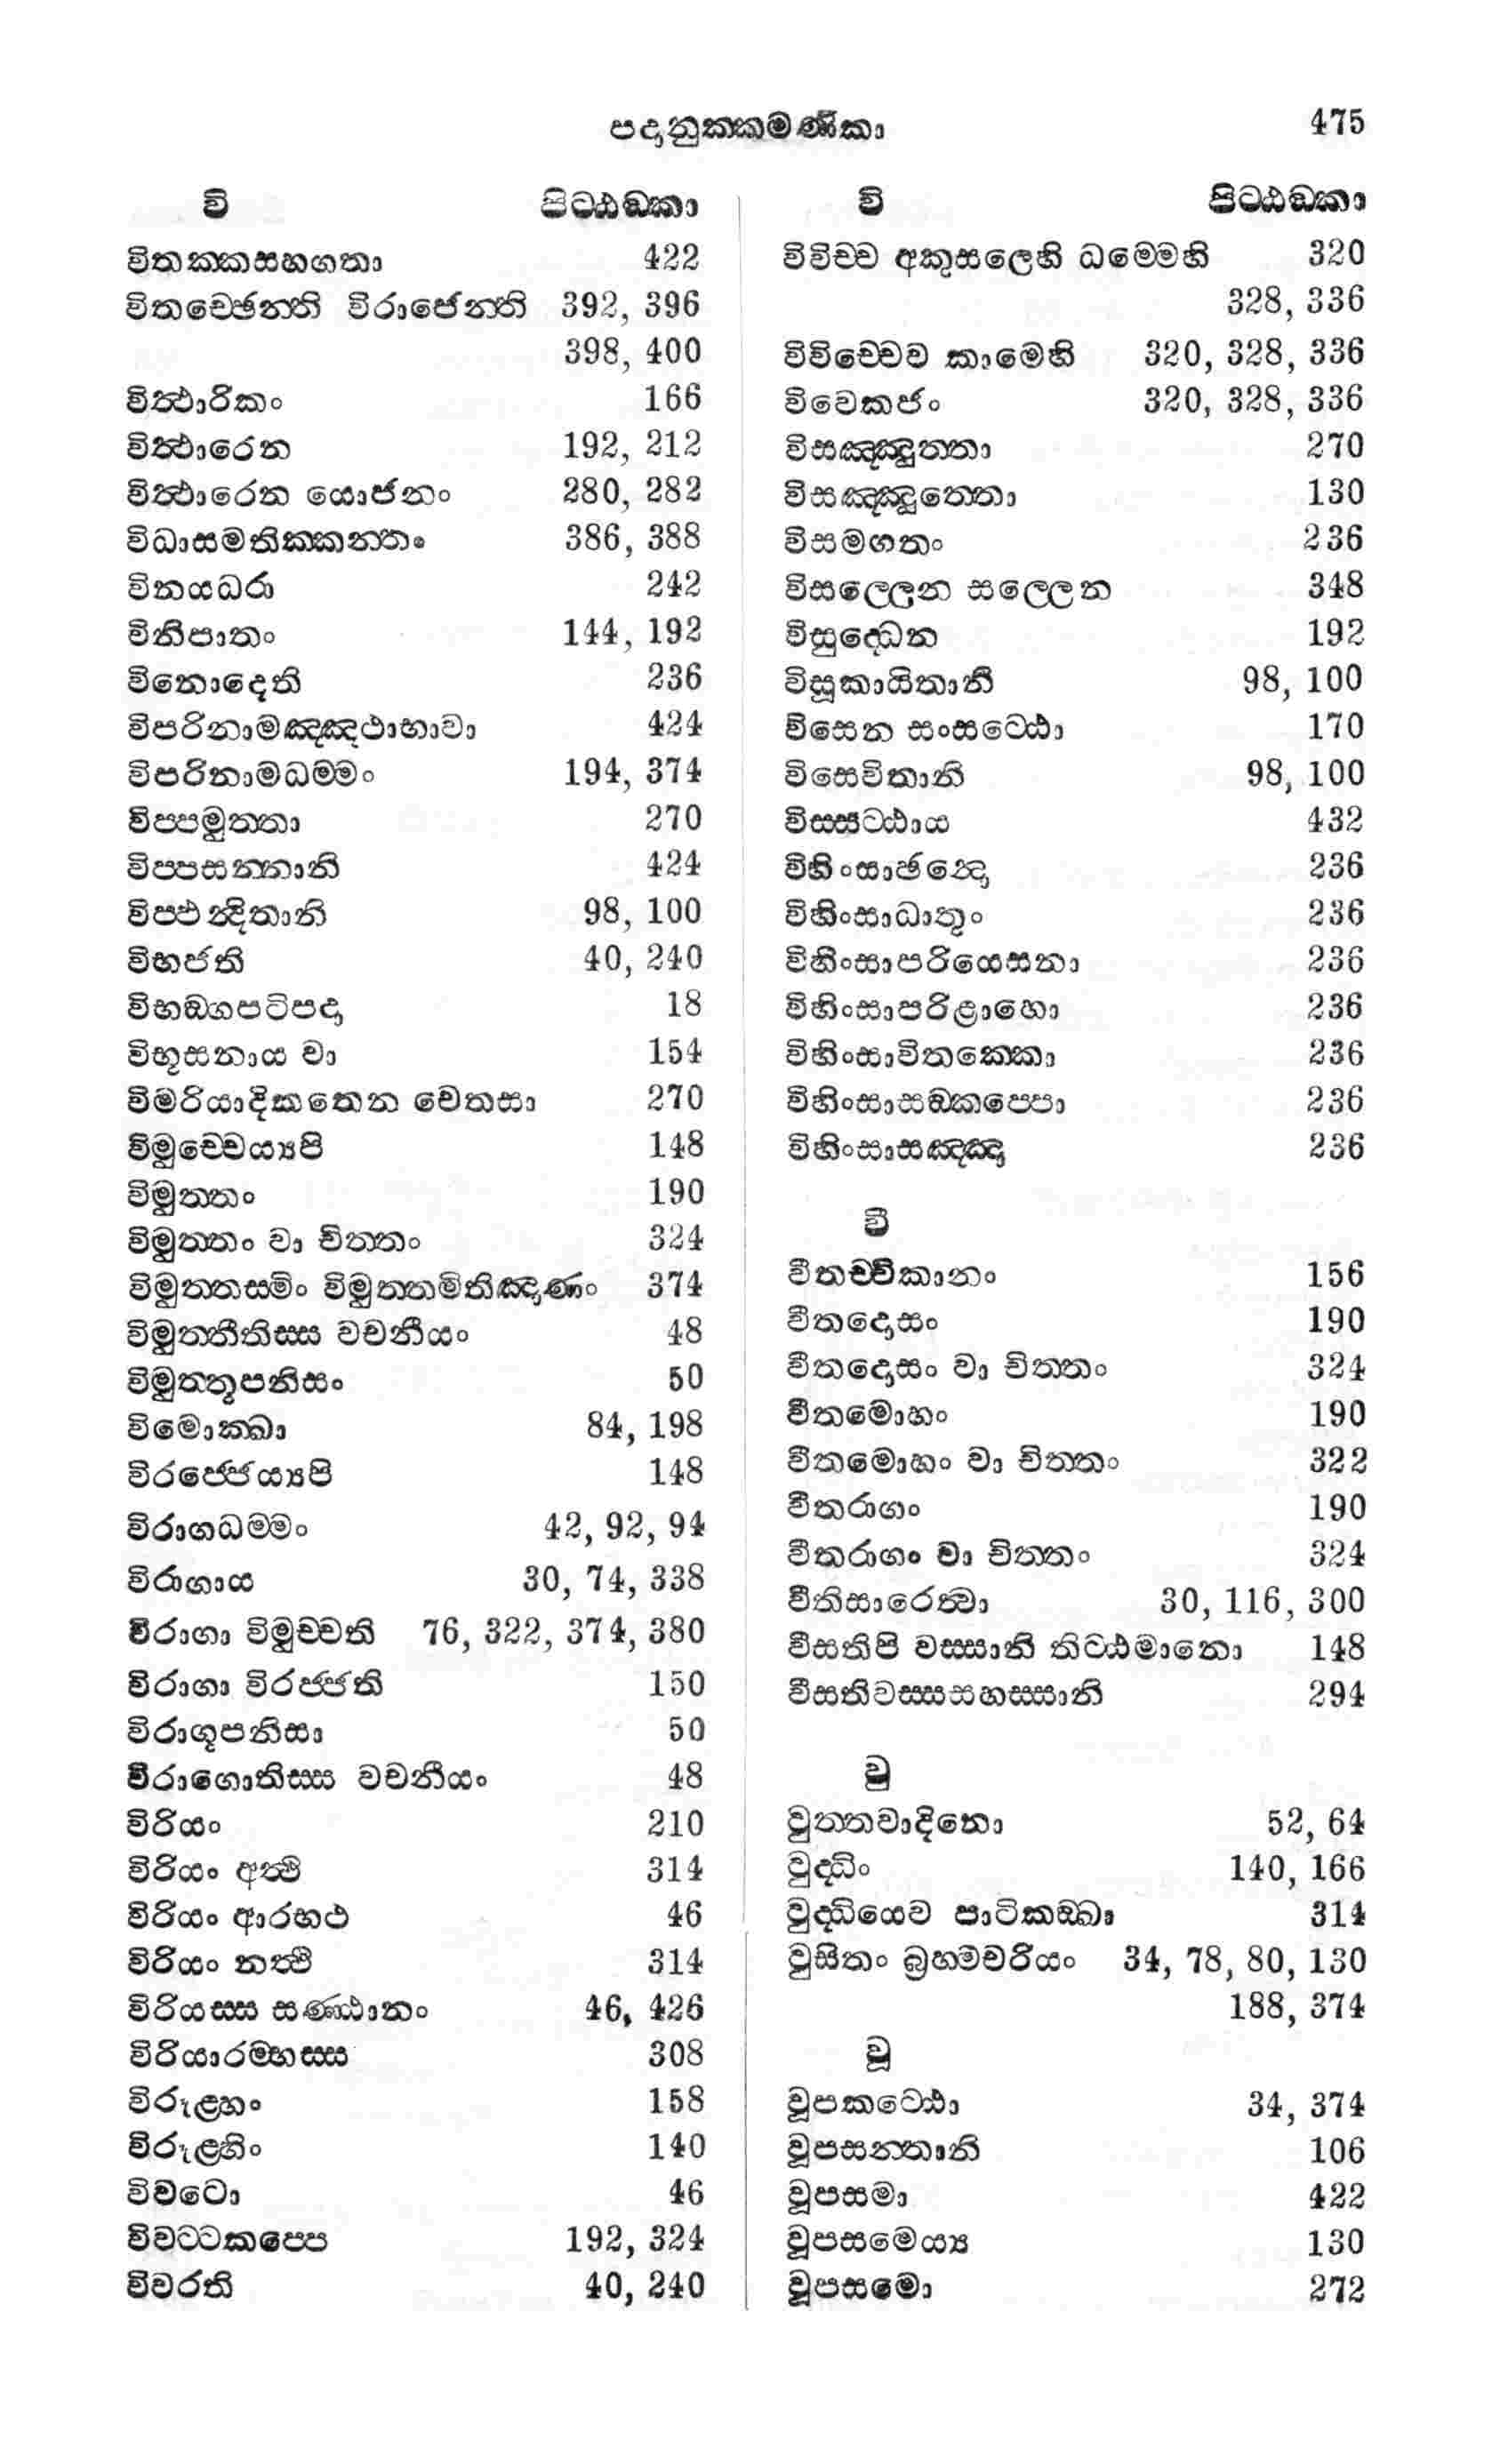 පදානුක්කමණිකා 475
වි පිට්ඨඞ්කා
විතක්කසහගතා 422
විතච්ඡෙන්ති විරාජෙන්ති 392, 396
398, 400
විත්ථාරිකං 166
විත්ථාරෙන 192, 212
විත්ථාරෙන යොජනං 280, 282
විධාසමතික්කන්තං 386, 388
විනයධරා 242
විනිපාතං 144, 192
විනොදෙති 236
විපරිනාමඤ්ඤථාභාවා 424
විපරිනාමධම්මං 194, 374
විප්පමුත්තා 270
විප්පසන්නානි 424
විප්ඵන්දිතානි 98, 100
විභජති 40, 240
විභඞ්ගපටිපදා 18
විභූසනාය වා 154
විමරියාදිකතෙන චෙතසා 270
විමුච්චෙය්‍යපි 148
විමුත්තං 190
විමුත්තං වා චිත්තං 324
විමුත්තස්මිං විමුත්තමිතිඤාණං 374
විමුත්තීතිස්ස වචනීයං 48
විමුත්තූපනිසං 50
විමොක්ඛා 84, 198
විරජ්ජෙය්‍යපි 148
විරාගධම්මං 42, 92, 94
විරාගාය 30, 74, 338
විරාගා විමුච්චති 76, 322, 374, 380
විරාගා විරජ්ජති 150
විරාගූපනිසා 50
විරාගොතිස්ස වචනීයං 48
විරියං 210
විරියං අත්ථි 314
විරියං ආරභථ 46
විරියං නත්ථි 314
විරියස්ස සණ්ඨානං 46, 426
විරියාරම්භස්ස 308
විරූළ්හං 158
විරූළ්හිං 140
විවටො 46
විවට්ටකප්පෙ 192, 324
විවරති 40, 240
වි පිට්ඨඞ්කා
විවිච්ච අකුසලෙහි ධම්මෙහි 320
328, 336
විවිච්චෙව කාමෙහි 320, 328, 336
විවෙකජං 320, 328, 336
විසඤ්ඤුත්තා 270
විසඤ්ඤුත්තො 130
විසමගතං 236
විසල්ලෙන සල්ලෙන 348
විසුද්ධෙන 192
විසූකායිතානි 98, 100
විසෙන සංසට්ඨො 170
විසෙවිතානි 98, 100
විස්සට්ඨාය 432
විහිංසාඡන්දො 236
විහිංසාධාතුං 236
විහිංසාපරියෙසනා 236
විහිංසාපරිළාහො 236
විහිංසාවිතක්කො 236
විහිංසාසඞ්කප්පො 236
විහිංසාසඤ්ඤා 236
වී
වීතච්චිකානං 156
වීතදොසං 190
වීතදොසං වා චිත්තං 324
වීතමොහං 190
වීතමොහං වා චිත්තං 322
වීතරාගං 190
වීතරාගං වා චිත්තං 324
වීතිසාරෙත්වා 30, 116, 300
වීසතිපි වස්සානි තිට්ඨමානො 148
වීසතිවස්සසහස්සානි 294
වු
වුත්තවාදිනො 52, 64
වුද්ධිං 140, 166
වුද්ධියෙව පාටිකඞ්ඛා 314
වුසිතං බ්‍රහ්මචරියං 34, 78, 80, 130
188, 374
වූ
වූපකට්ඨො 34, 374
වූපසන්තානි 106
වූපසමා 422
වූපසමෙය්‍ය 130
වූපසමො 272